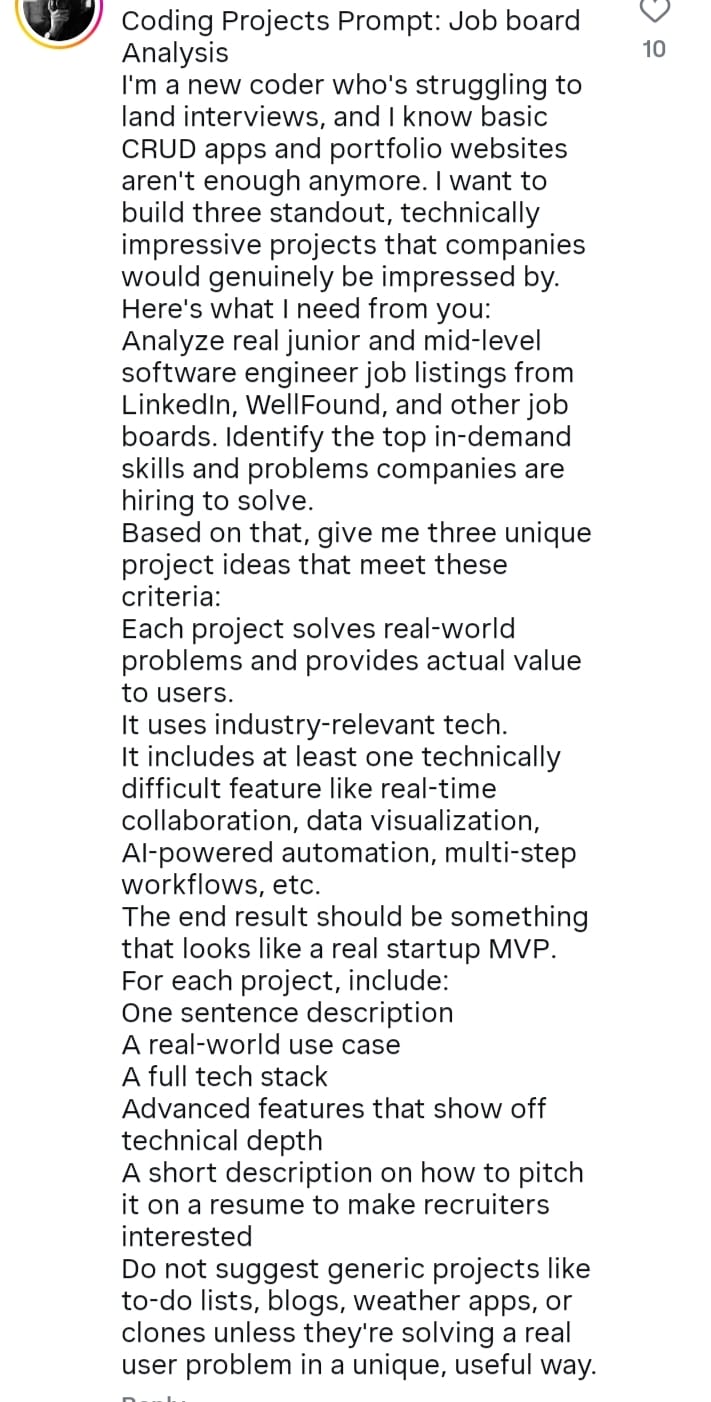 Coding Projects Prompt: Job board
10
Analysis
I'm a new coder who's struggling to
land interviews, and I know basic
CRUD apps and portfolio websites
aren't enough anymore. I want to
build three standout, technically
impressive projects that companies
would genuinely be impressed by.
Here's what I need from you:
Analyze real junior and mid-level
software engineer job listings from
LinkedIn, WellFound, and other job
boards. Identify the top in-demand
skills and problems companies are
hiring to solve.
Based on that, give me three unique
project ideas that meet these
criteria:
Each project solves real-world
problems and provides actual value
to users.
It uses industry-relevant tech.
It includes at least one technically
difficult feature like real-time
collaboration, data visualization,
AI-powered automation, multi-step
workflows, etc.
The end result should be something
that looks like a real startup MVP.
For each project, include:
One sentence description
A real-world use case
A full tech stack
Advanced features that show off
technical depth
A short description on how to pitch
it on a resume to make recruiters
interested
Do not suggest generic projects like
to-do lists, blogs, weather apps, or
clones unless they're solving a real
user problem in a unique, useful way.